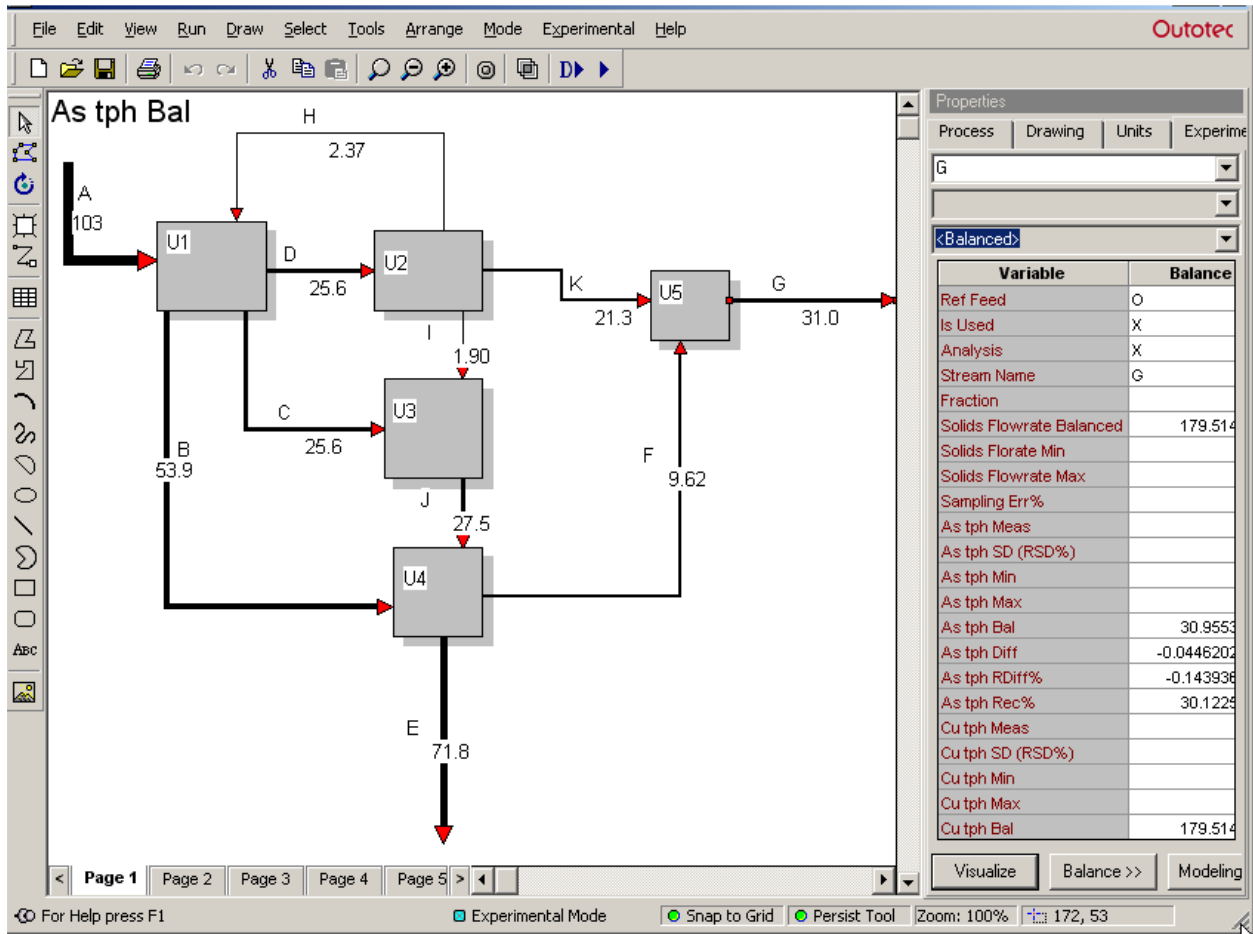 File Edit View Run Draw Select Tools Arrange Mode Experimental Help
Outotec
D
As tph Bal
H
2.37
A
103
U1
D
25.6
U2
K
21.3
U5
G
31.0
I
1.90
C
25.6
U3
B
53.9
F
9.62
J
27.5
U4
E
71.8
ABC
Properties
Process Drawing Units Experime
G
<Balanced>
Variable Balance
Ref Feed O
Is Used X
Analysis X
Stream Name G
Fraction
Solids Flowrate Balanced 179.514
Solids Florate Min
Solids Flowrate Max
Sampling Err%
As tph Meas
As tph SD (RSD%)
As tph Min
As tph Max
As tph Bal 30.9553
As tph Diff -0.0446202
As tph RDiff% -0.143936
As tph Rec% 30.1225
Cu tph Meas
Cu tph SD (RSD%)
Cu tph Min
Cu tph Max
Cu tph Bal 179.514
Visualize Balance >> Modeling
< Page 1 Page 2 Page 3 Page 4 Page 5 >
For Help press F1 Experimental Mode Snap to Grid Persist Tool Zoom: 100% 172, 53